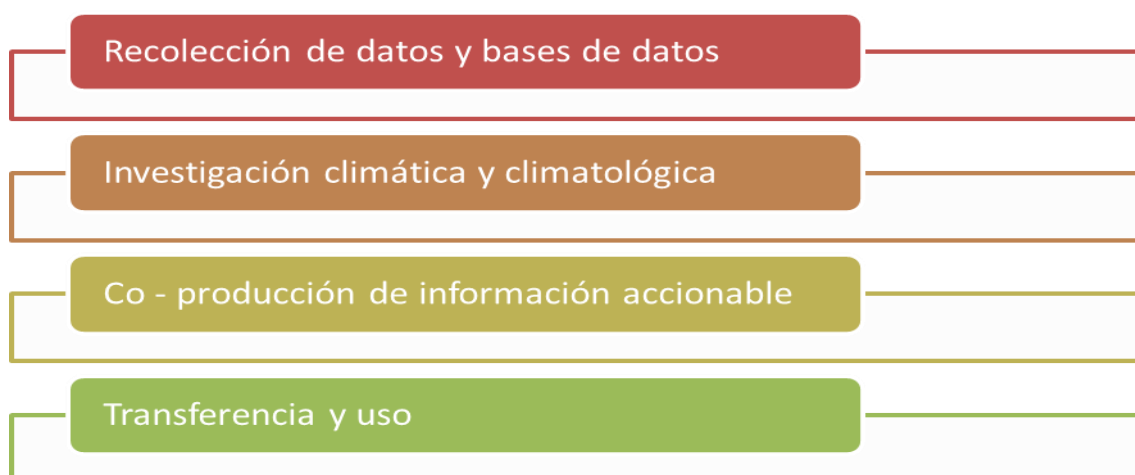 Recolección de datos y bases de datos
Investigación climática y climatológica
Co - producción de información accionable
Transferencia y uso